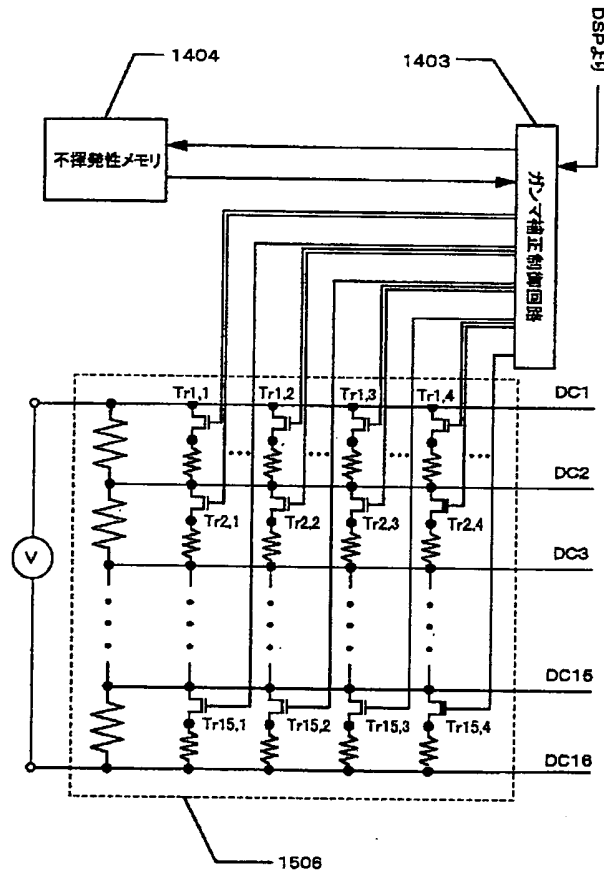 DSPより
1404
1403
不揮発性メモリ
ガンマ補正制御回路
Tr1,1
Tr1,2
Tr1,3
Tr1,4
DC1
DC2
Tr2,1
Tr2,2
Tr2,3
Tr2,4
DC3
V
DC15
Tr15,1
Tr15,2
Tr15,3
Tr15,4
DC16
1506